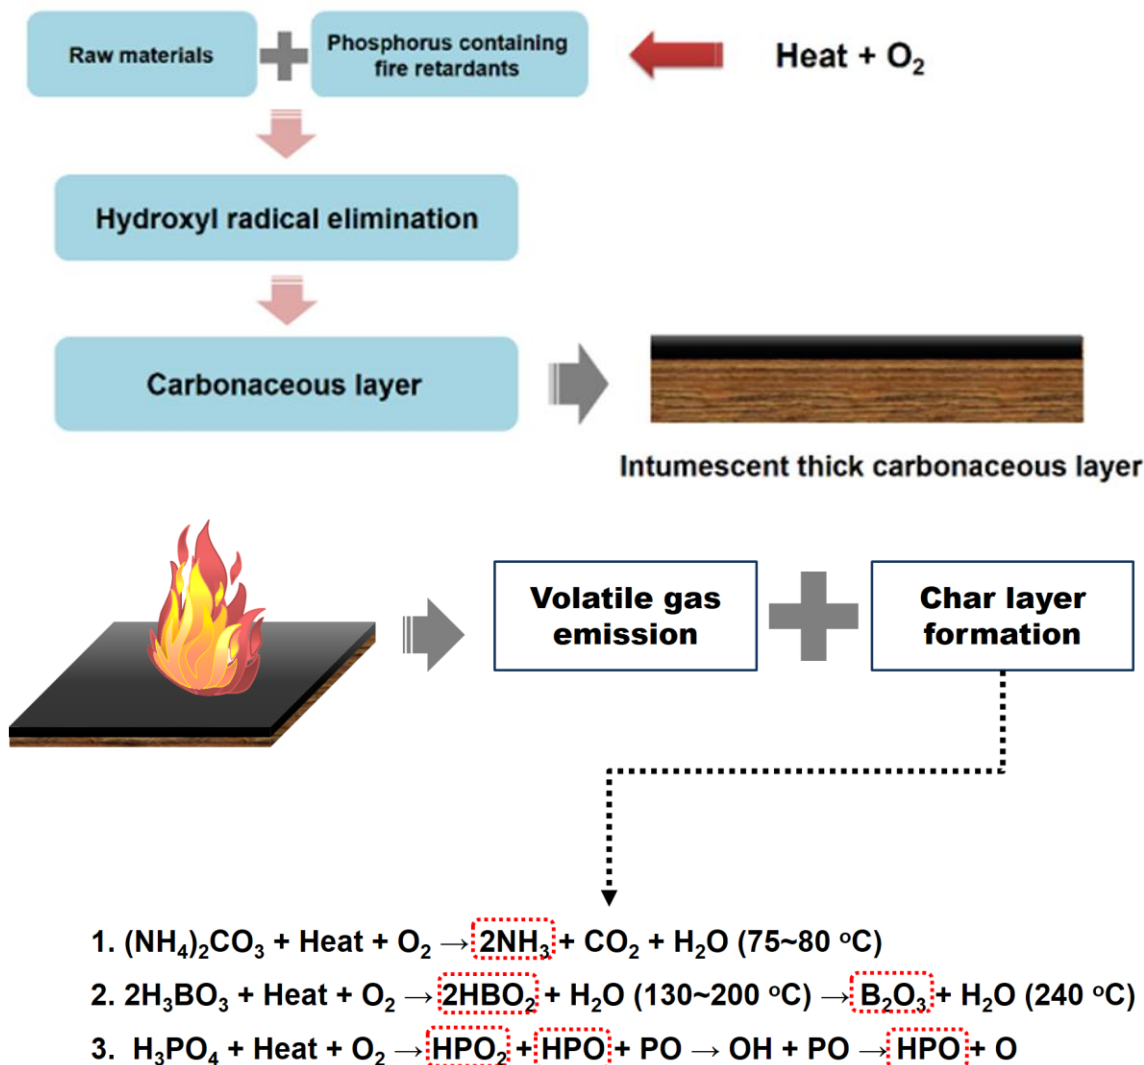 Raw materials
Phosphorus containing
fire retardants
Heat + O₂
Hydroxyl radical elimination
Carbonaceous layer
Intumescent thick carbonaceous layer
Volatile gas
emission
Char layer
formation
1. (NH₄)₂CO₃ + Heat + O₂ → 2NH₃ + CO₂ + H₂O (75~80 ºC)
2. 2H₃BO₃ + Heat + O₂ → 2HBO₂ + H₂O (130~200 ºC) → B₂O₃ + H₂O (240 ºC)
3. H₃PO₄ + Heat + O₂ → HPO₂ + HPO + PO → OH + PO → HPO + O